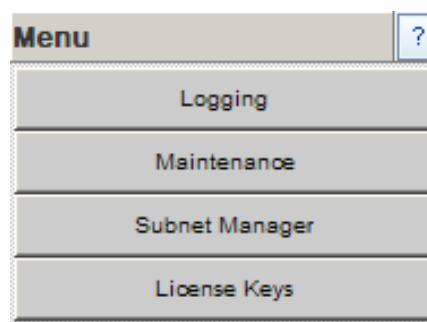 Menu ?
Logging
Maintenance
Subnet Manager
License Keys